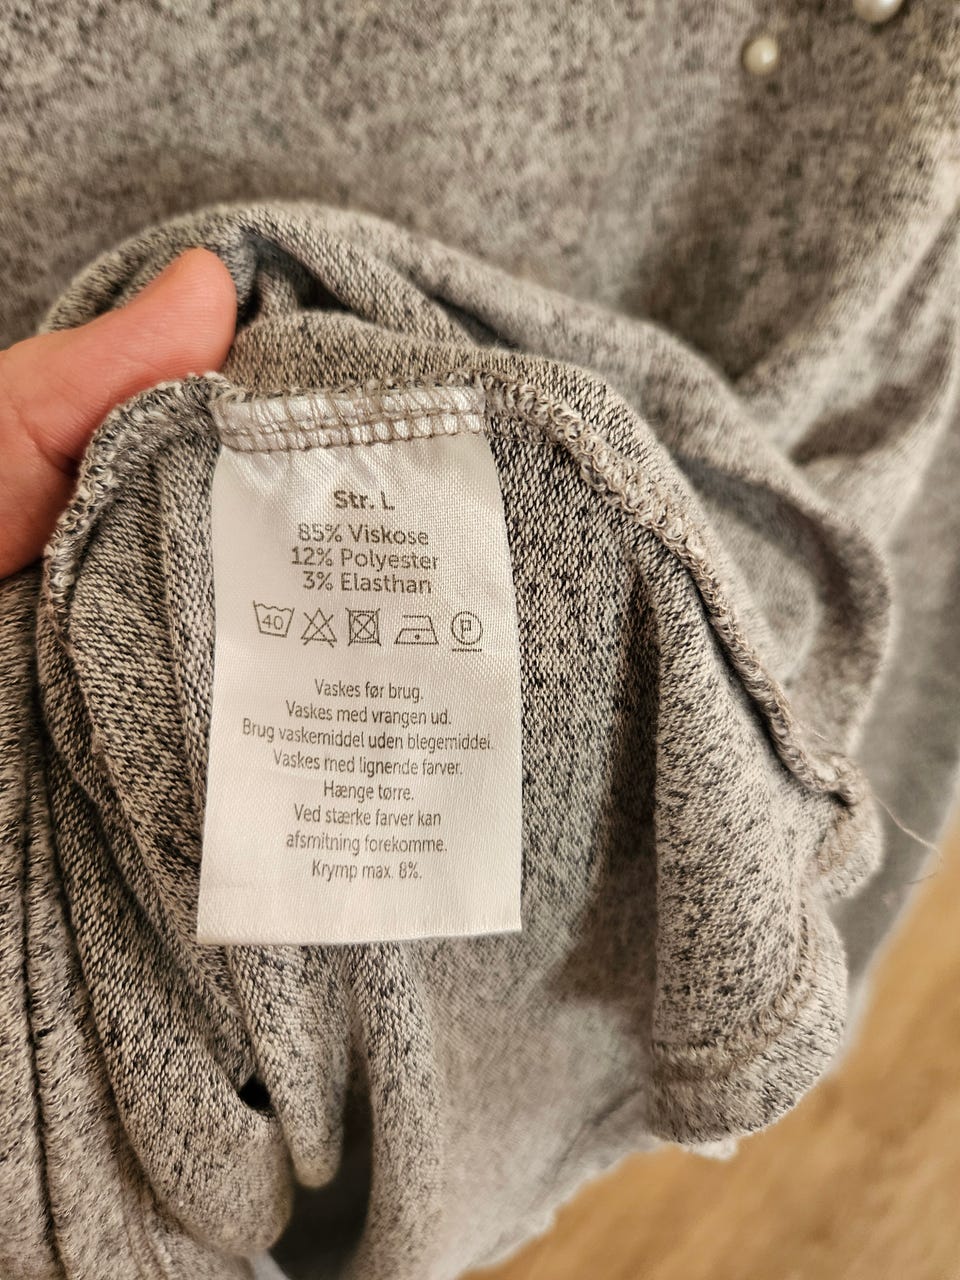 Str. L
85% Viskose
12% Polyester
3% Elasthan
40 P
Vaskes før brug.
Vaskes med vrangen ud.
Brug vaskemiddel uden blegemiddel.
Vaskes med lignende farver.
Hænge tørre.
Ved stærke farver kan
afsmitning forekomme.
Krymp max. 8%.